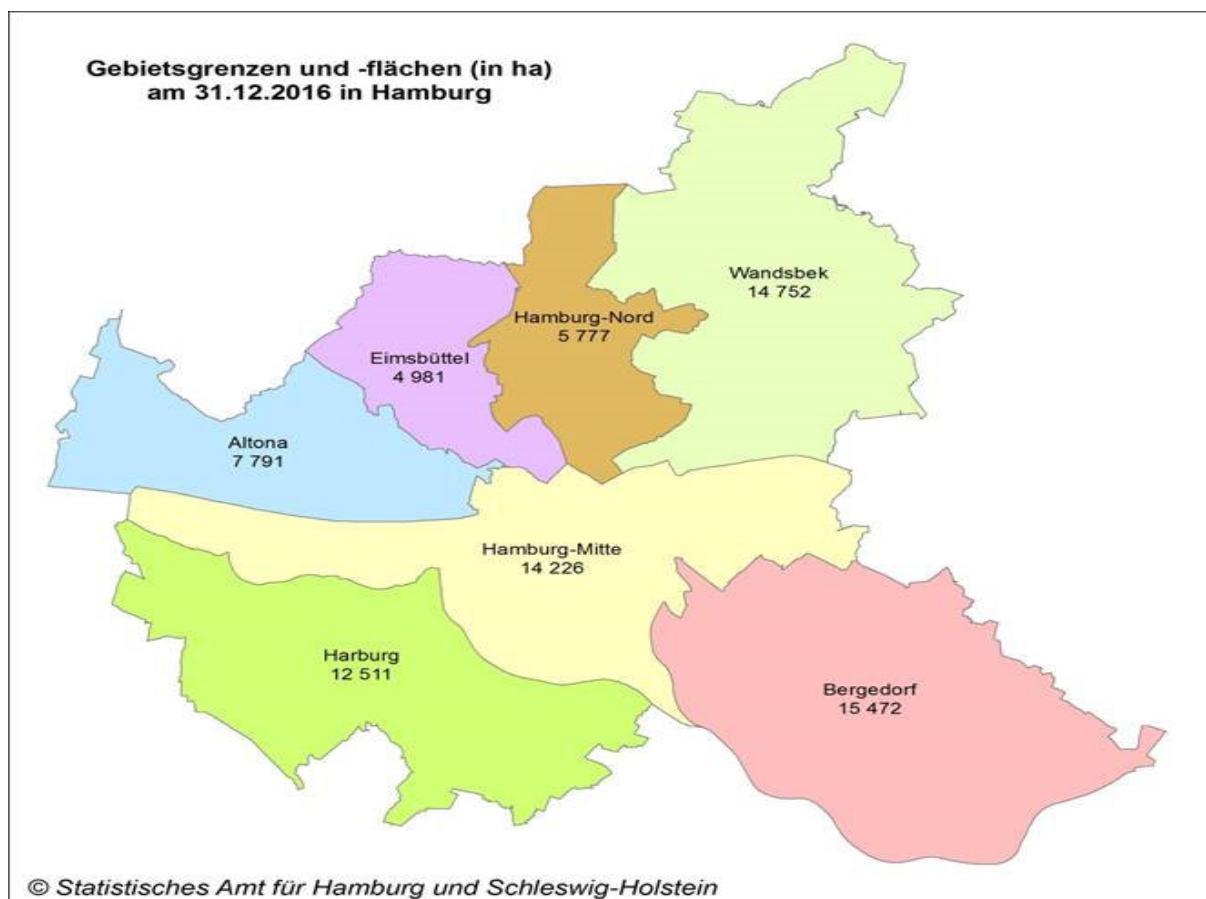 Gebietsgrenzen und -flächen (in ha)
am 31.12.2016 in Hamburg
Wandsbek
14 752
Hamburg-Nord
5 777
Eimsbüttel
4 981
Altona
7 791
Hamburg-Mitte
14 226
Harburg
12 511
Bergedorf
15 472
© Statistisches Amt für Hamburg und Schleswig-Holstein